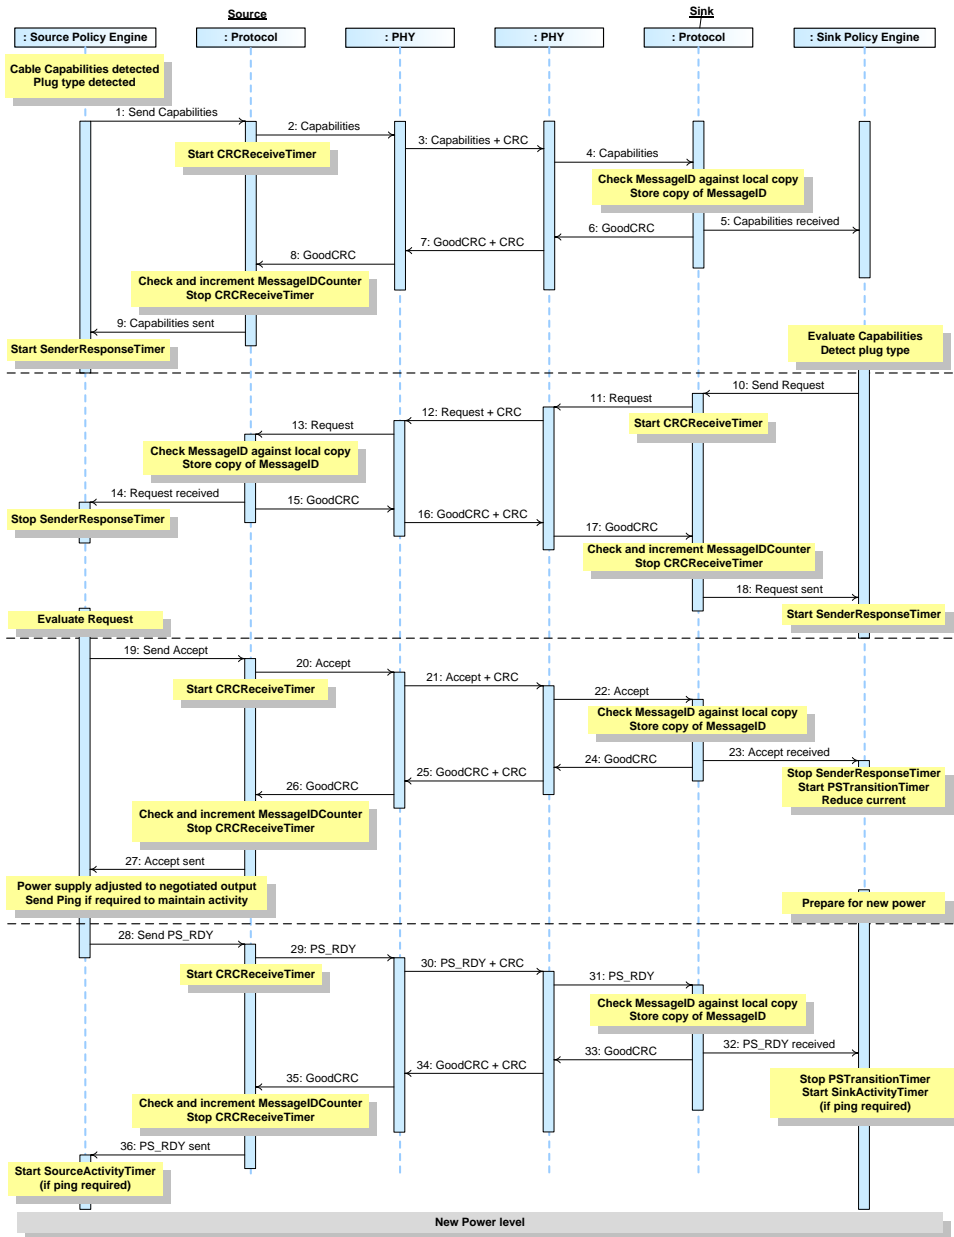 Source
Sink
: Source Policy Engine
: Protocol
: PHY
: PHY
: Protocol
: Sink Policy Engine
Cable Capabilities detected
Plug type detected
1: Send Capabilities
2: Capabilities
3: Capabilities + CRC
Start CRCReceiveTimer
4: Capabilities
Check MessageID against local copy
Store copy of MessageID
5: Capabilities received
6: GoodCRC
7: GoodCRC + CRC
8: GoodCRC
Check and increment MessageIDCounter
Stop CRCReceiveTimer
9: Capabilities sent
Start SenderResponseTimer
Evaluate Capabilities
Detect plug type
10: Send Request
11: Request
12: Request + CRC
Start CRCReceiveTimer
13: Request
Check MessageID against local copy
Store copy of MessageID
14: Request received
15: GoodCRC
Stop SenderResponseTimer
16: GoodCRC + CRC
17: GoodCRC
Check and increment MessageIDCounter
Stop CRCReceiveTimer
18: Request sent
Start SenderResponseTimer
Evaluate Request
19: Send Accept
20: Accept
21: Accept + CRC
Start CRCReceiveTimer
22: Accept
Check MessageID against local copy
Store copy of MessageID
23: Accept received
24: GoodCRC
25: GoodCRC + CRC
Stop SenderResponseTimer
Start PSTransitionTimer
Reduce current
26: GoodCRC
Check and increment MessageIDCounter
Stop CRCReceiveTimer
27: Accept sent
Power supply adjusted to negotiated output
Send Ping if required to maintain activity
Prepare for new power
28: Send PS_RDY
29: PS_RDY
30: PS_RDY + CRC
Start CRCReceiveTimer
31: PS_RDY
Check MessageID against local copy
Store copy of MessageID
32: PS_RDY received
33: GoodCRC
34: GoodCRC + CRC
35: GoodCRC
Stop PSTransitionTimer
Start SinkActivityTimer
(if ping required)
Check and increment MessageIDCounter
Stop CRCReceiveTimer
36: PS_RDY sent
Start SourceActivityTimer
(if ping required)
New Power level